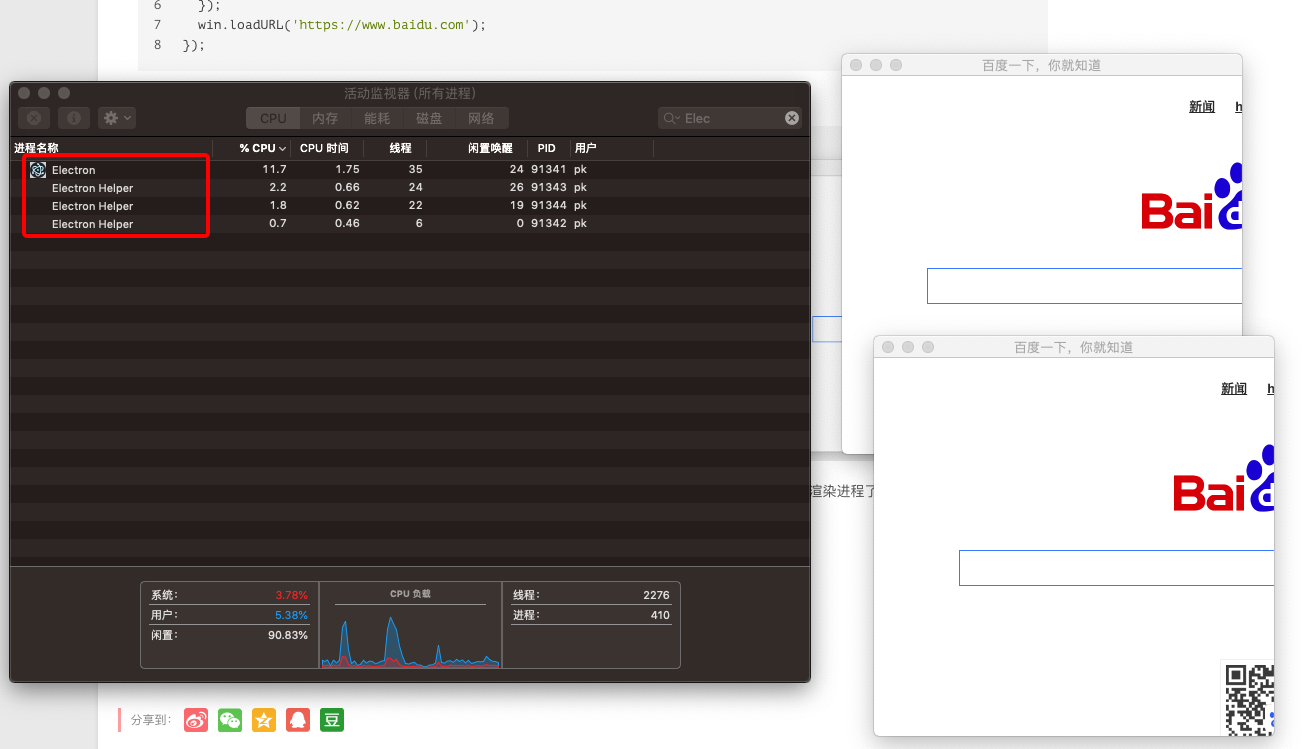 6 });
7 win.loadURL('https://www.baidu.com');
8 });
活动监视器 (所有进程)
CPU 内存 能耗 磁盘 网络
Elec
进程名称 % CPU CPU 时间 线程 闲置唤醒 PID 用户
Electron 11.7 1.75 35 24 91341 pk
Electron Helper 2.2 0.66 24 26 91343 pk
Electron Helper 1.8 0.62 22 19 91344 pk
Electron Helper 0.7 0.46 6 0 91342 pk
系统: 3.78%
用户: 5.38%
闲置: 90.83%
CPU 负载
线程: 2276
进程: 410
百度一下，你就知道
新闻 h
Bai
百度一下，你就知道
新闻 h
Bai
渲染进程了
分享到:
豆